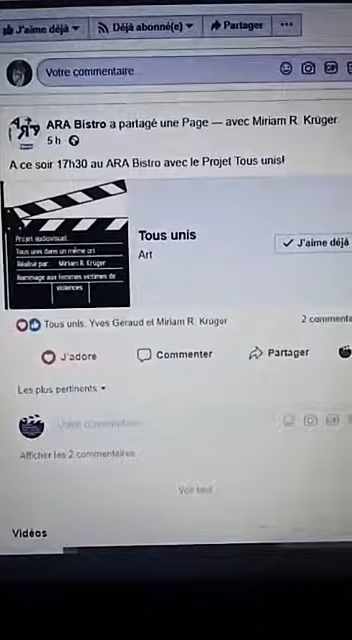 J'aime déjà
Déjà abonné(e)
Partager
Votre commentaire...
ARA Bistro a partagé une Page — avec Miriam R. Krüger.
5 h
A ce soir 17h30 au ARA Bistro avec le Projet Tous unis!
Projet audiovisuel
Tous unis dans un même cri
Réalisé par: Miriam R. Krüger
Hommage aux femmes victimes de
violences
Tous unis
Art
J'aime déjà
Tous unis, Yves Géraud et Miriam R. Krüger
2 commenta
J'adore
Commenter
Partager
Les plus pertinents
Votre commentaire
Afficher les 2 commentaires
Voir tout
Vidéos